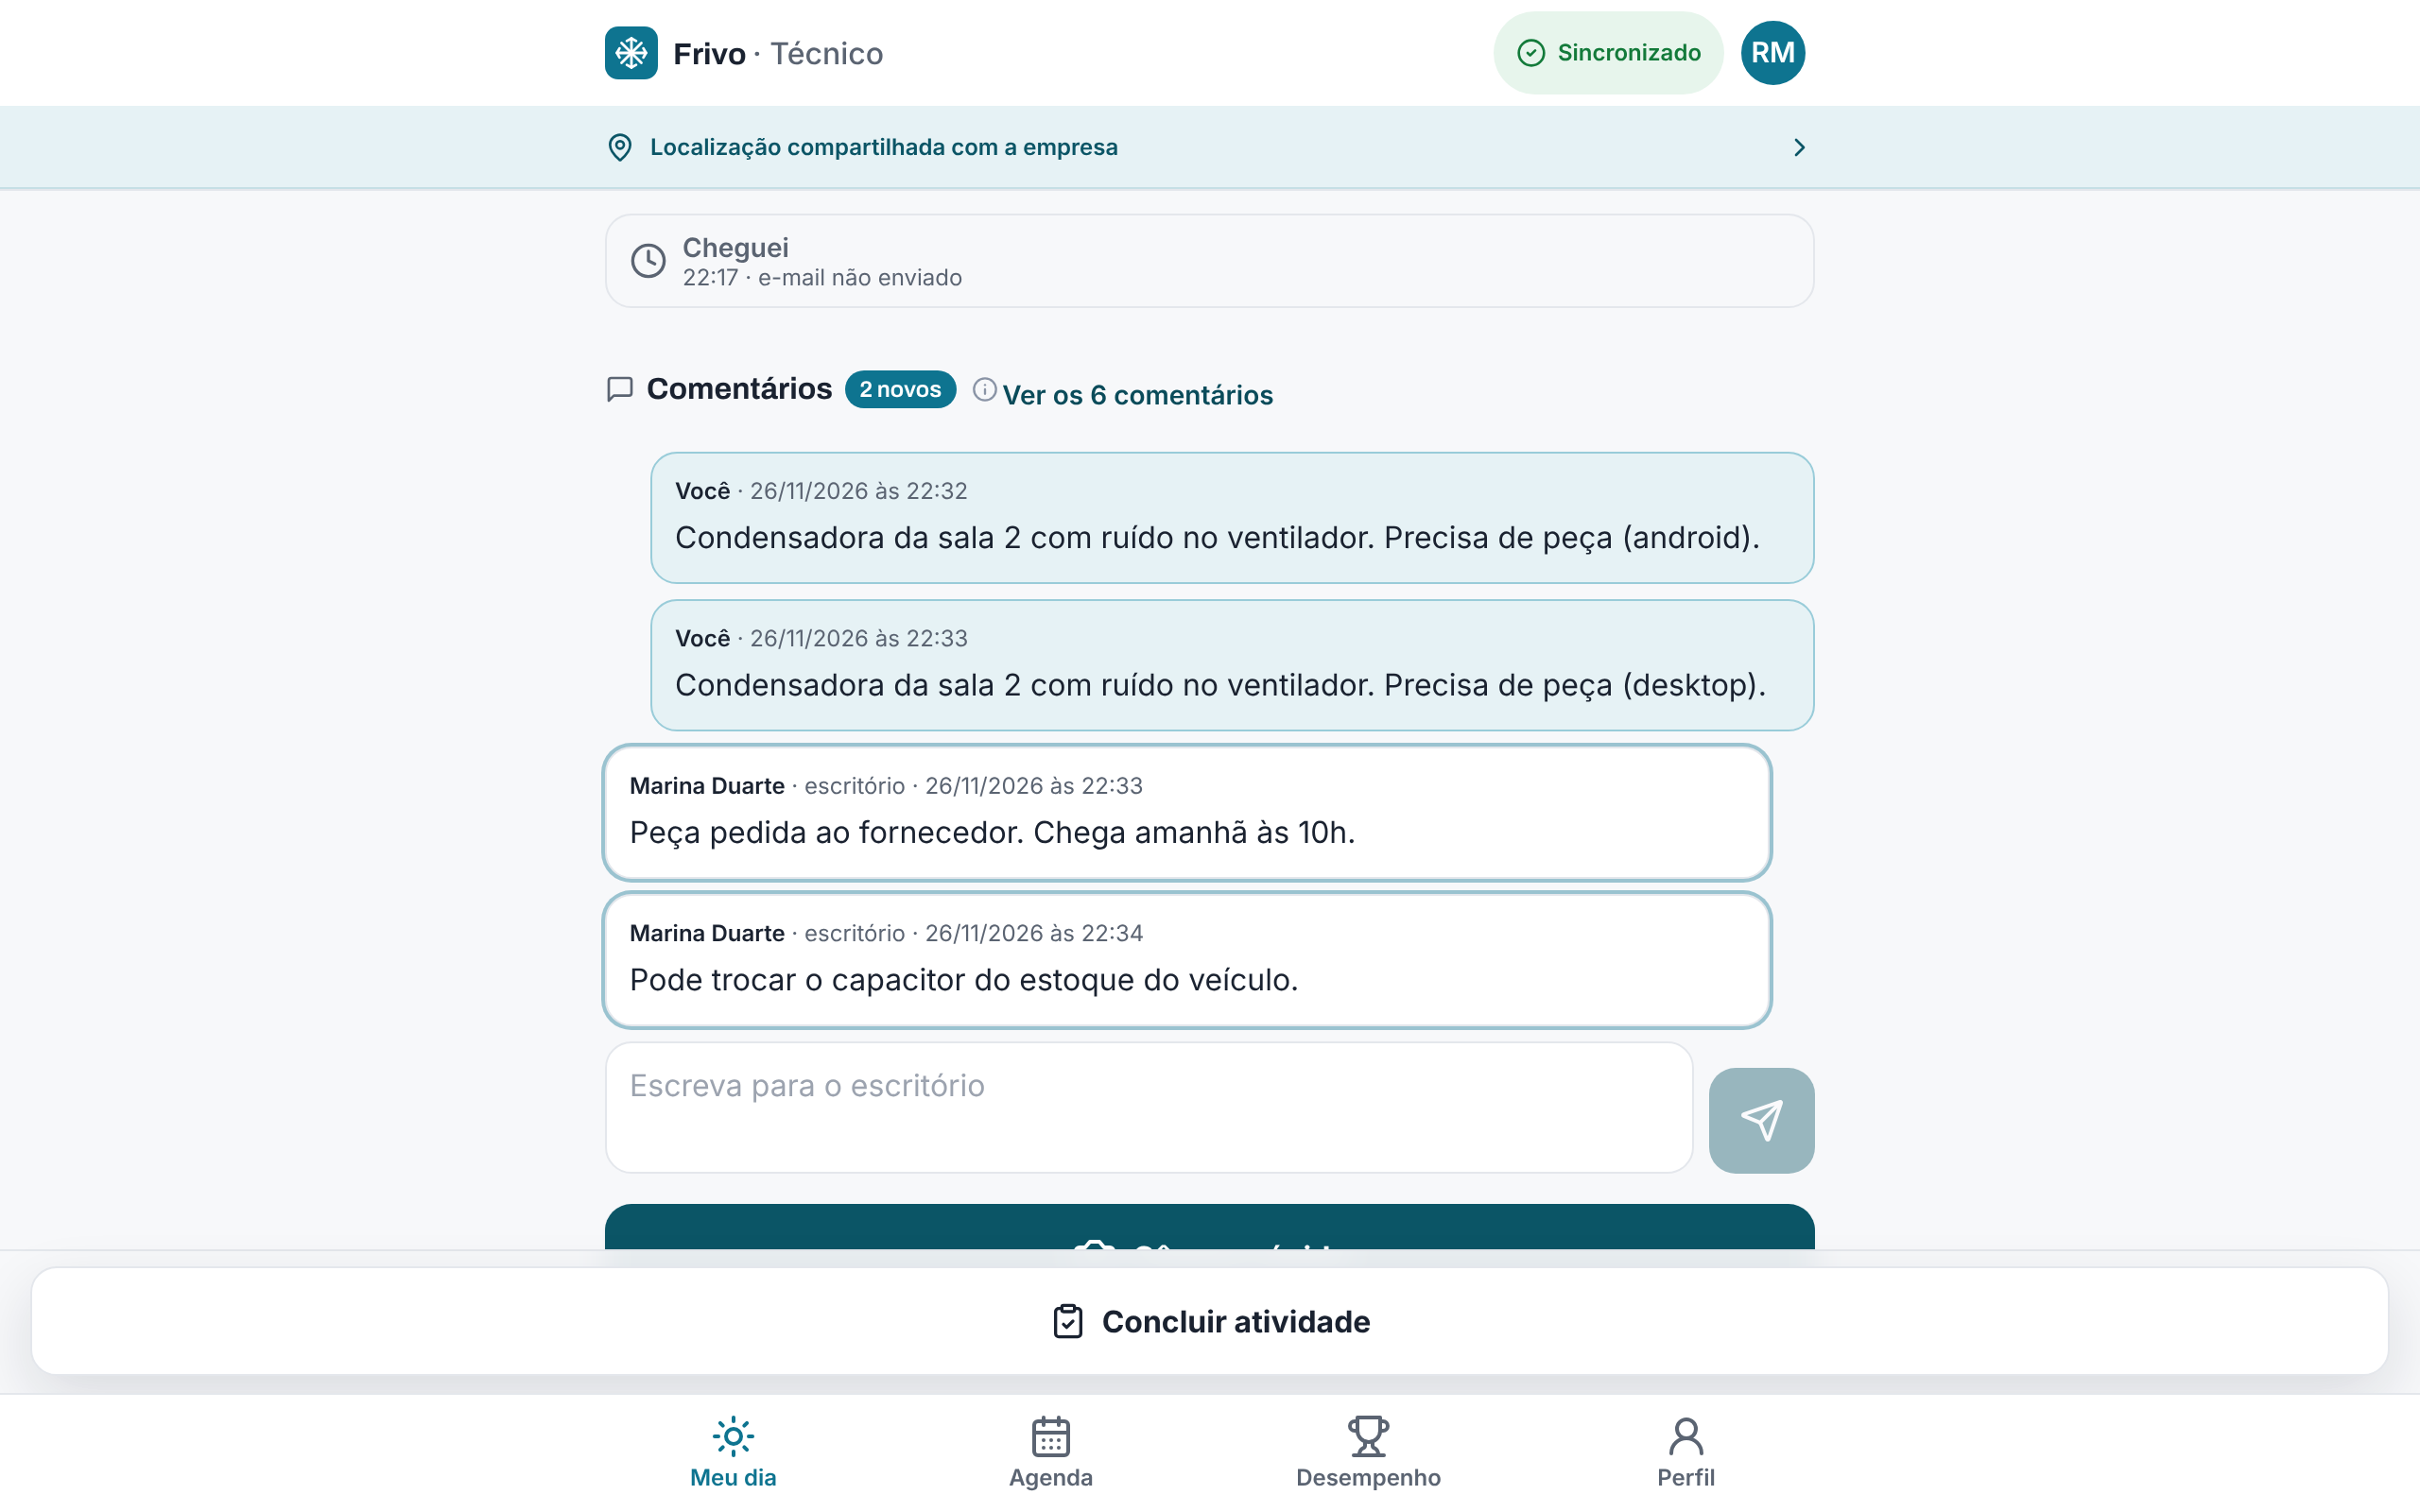 Frivo · Técnico
Sincronizado
RM
Localização compartilhada com a empresa
Cheguei
22:17 · e-mail não enviado
Comentários
2 novos
Ver os 6 comentários
Você · 26/11/2026 às 22:32
Condensadora da sala 2 com ruído no ventilador. Precisa de peça (android).
Você · 26/11/2026 às 22:33
Condensadora da sala 2 com ruído no ventilador. Precisa de peça (desktop).
Marina Duarte · escritório · 26/11/2026 às 22:33
Peça pedida ao fornecedor. Chega amanhã às 10h.
Marina Duarte · escritório · 26/11/2026 às 22:34
Pode trocar o capacitor do estoque do veículo.
Escreva para o escritório
Concluir atividade
Meu dia
Agenda
Desempenho
Perfil